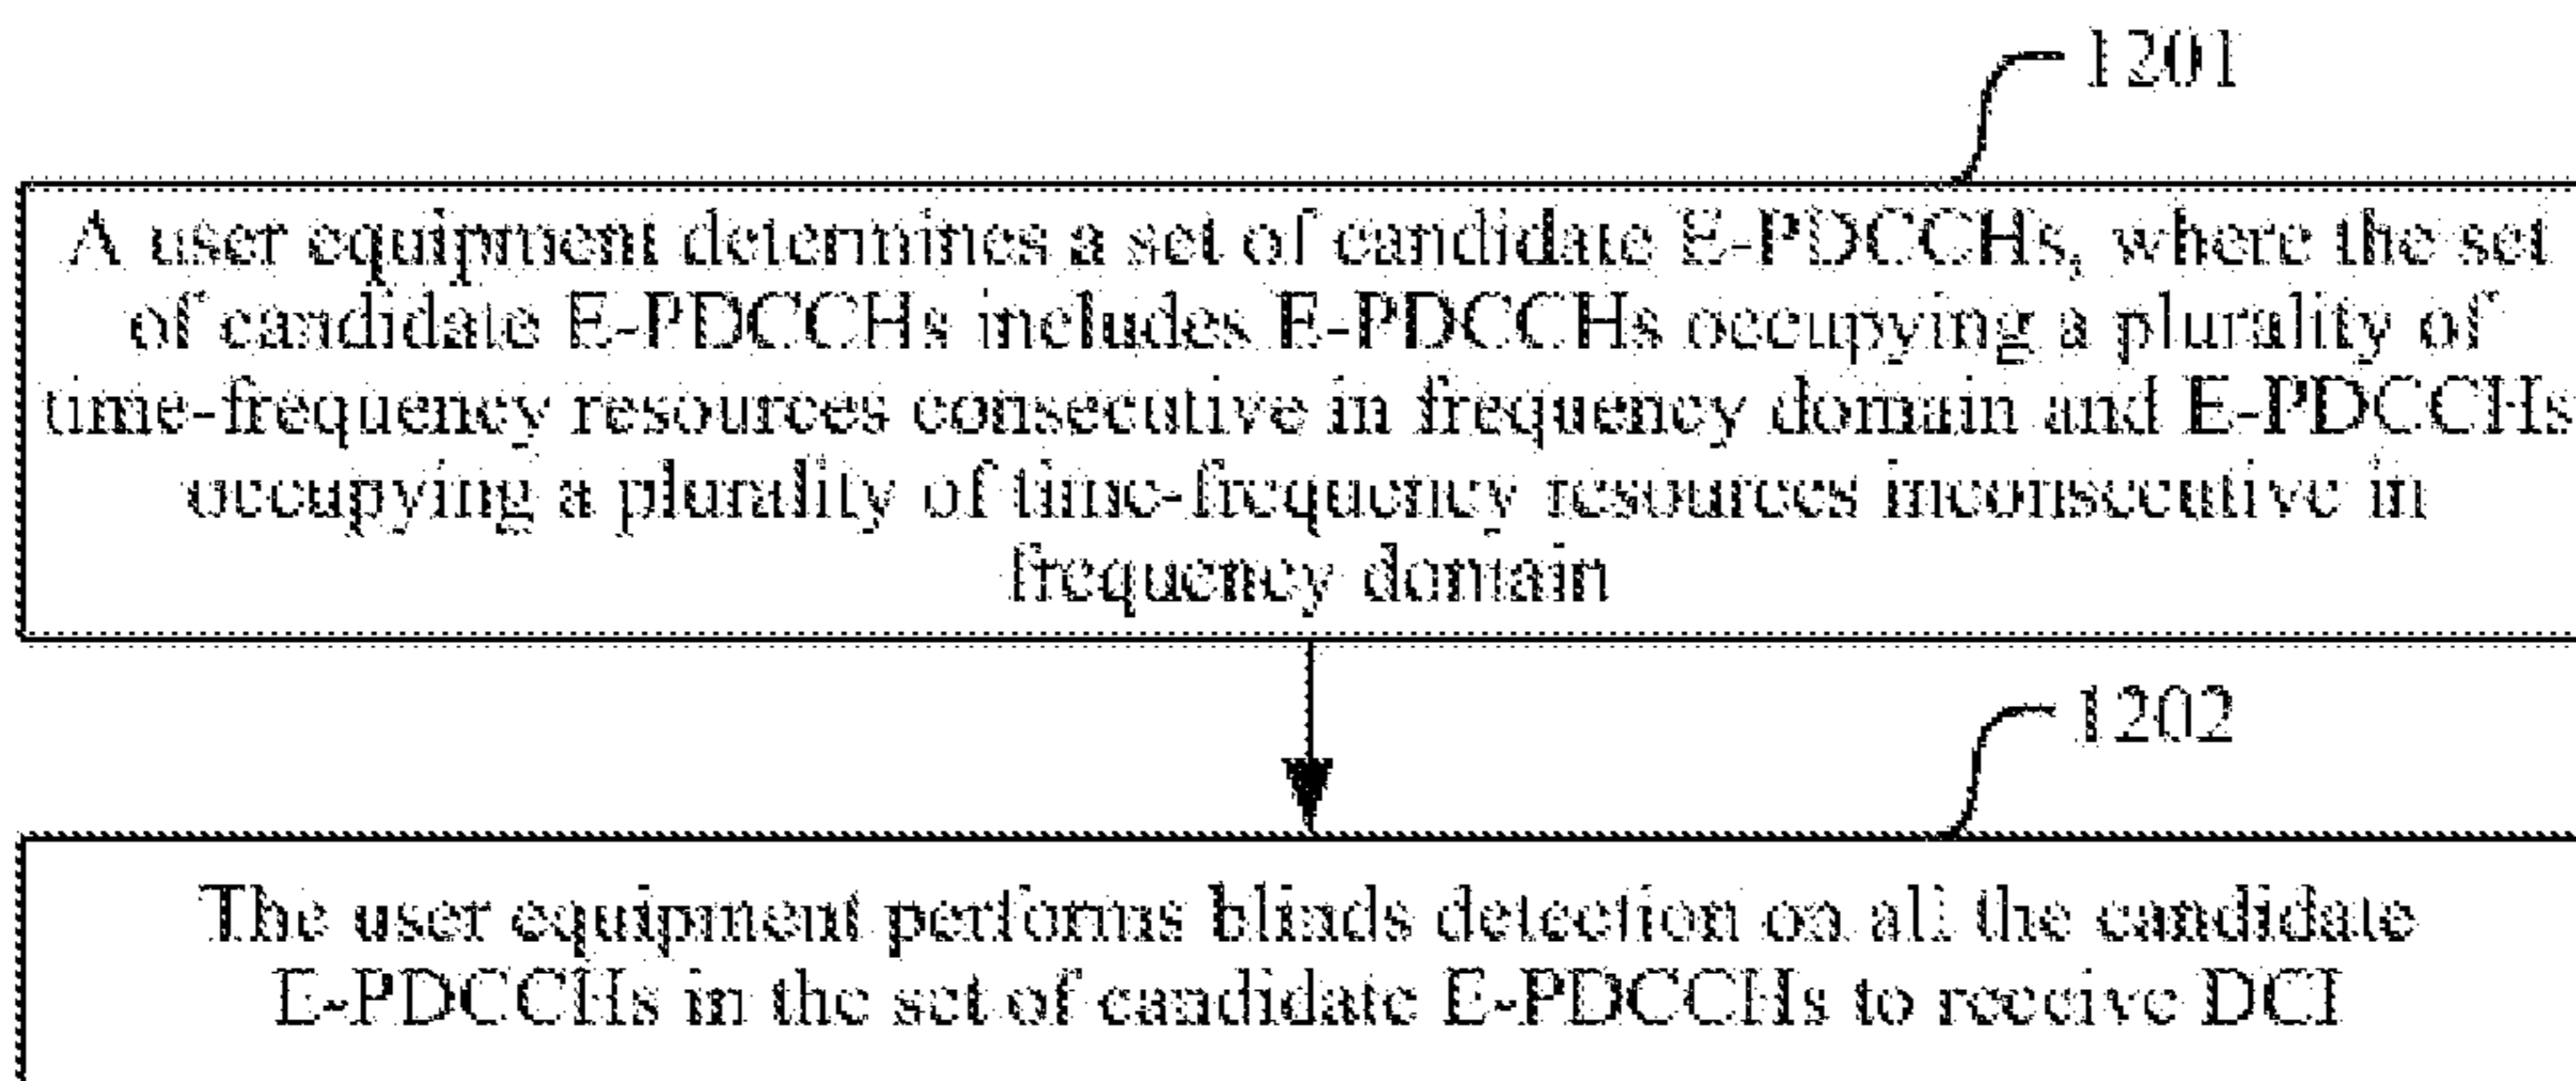 1201
A user equipment determines a set of candidate E-PDCCHs, where the set
of candidate E-PDCCHs includes E-PDCCHs occupying a plurality of
time-frequency resources consecutive in frequency domain and E-PDCCHs
occupying a plurality of time-frequency resources inconsecutive in
frequency domain
1202
The user equipment performs blinds detection on all the candidate
E-PDCCHs in the set of candidate E-PDCCHs to receive DCI